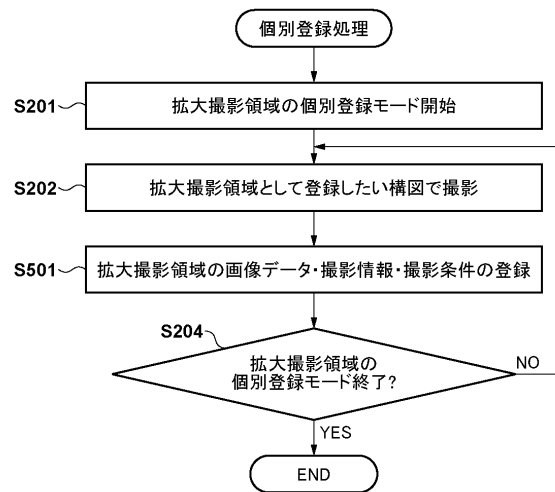 個別登録処理
S201
拡大撮影領域の個別登録モード開始
S202
拡大撮影領域として登録したい構図で撮影
S501
拡大撮影領域の画像データ・撮影情報・撮影条件の登録
S204
拡大撮影領域の
個別登録モード終了?
NO
YES
END